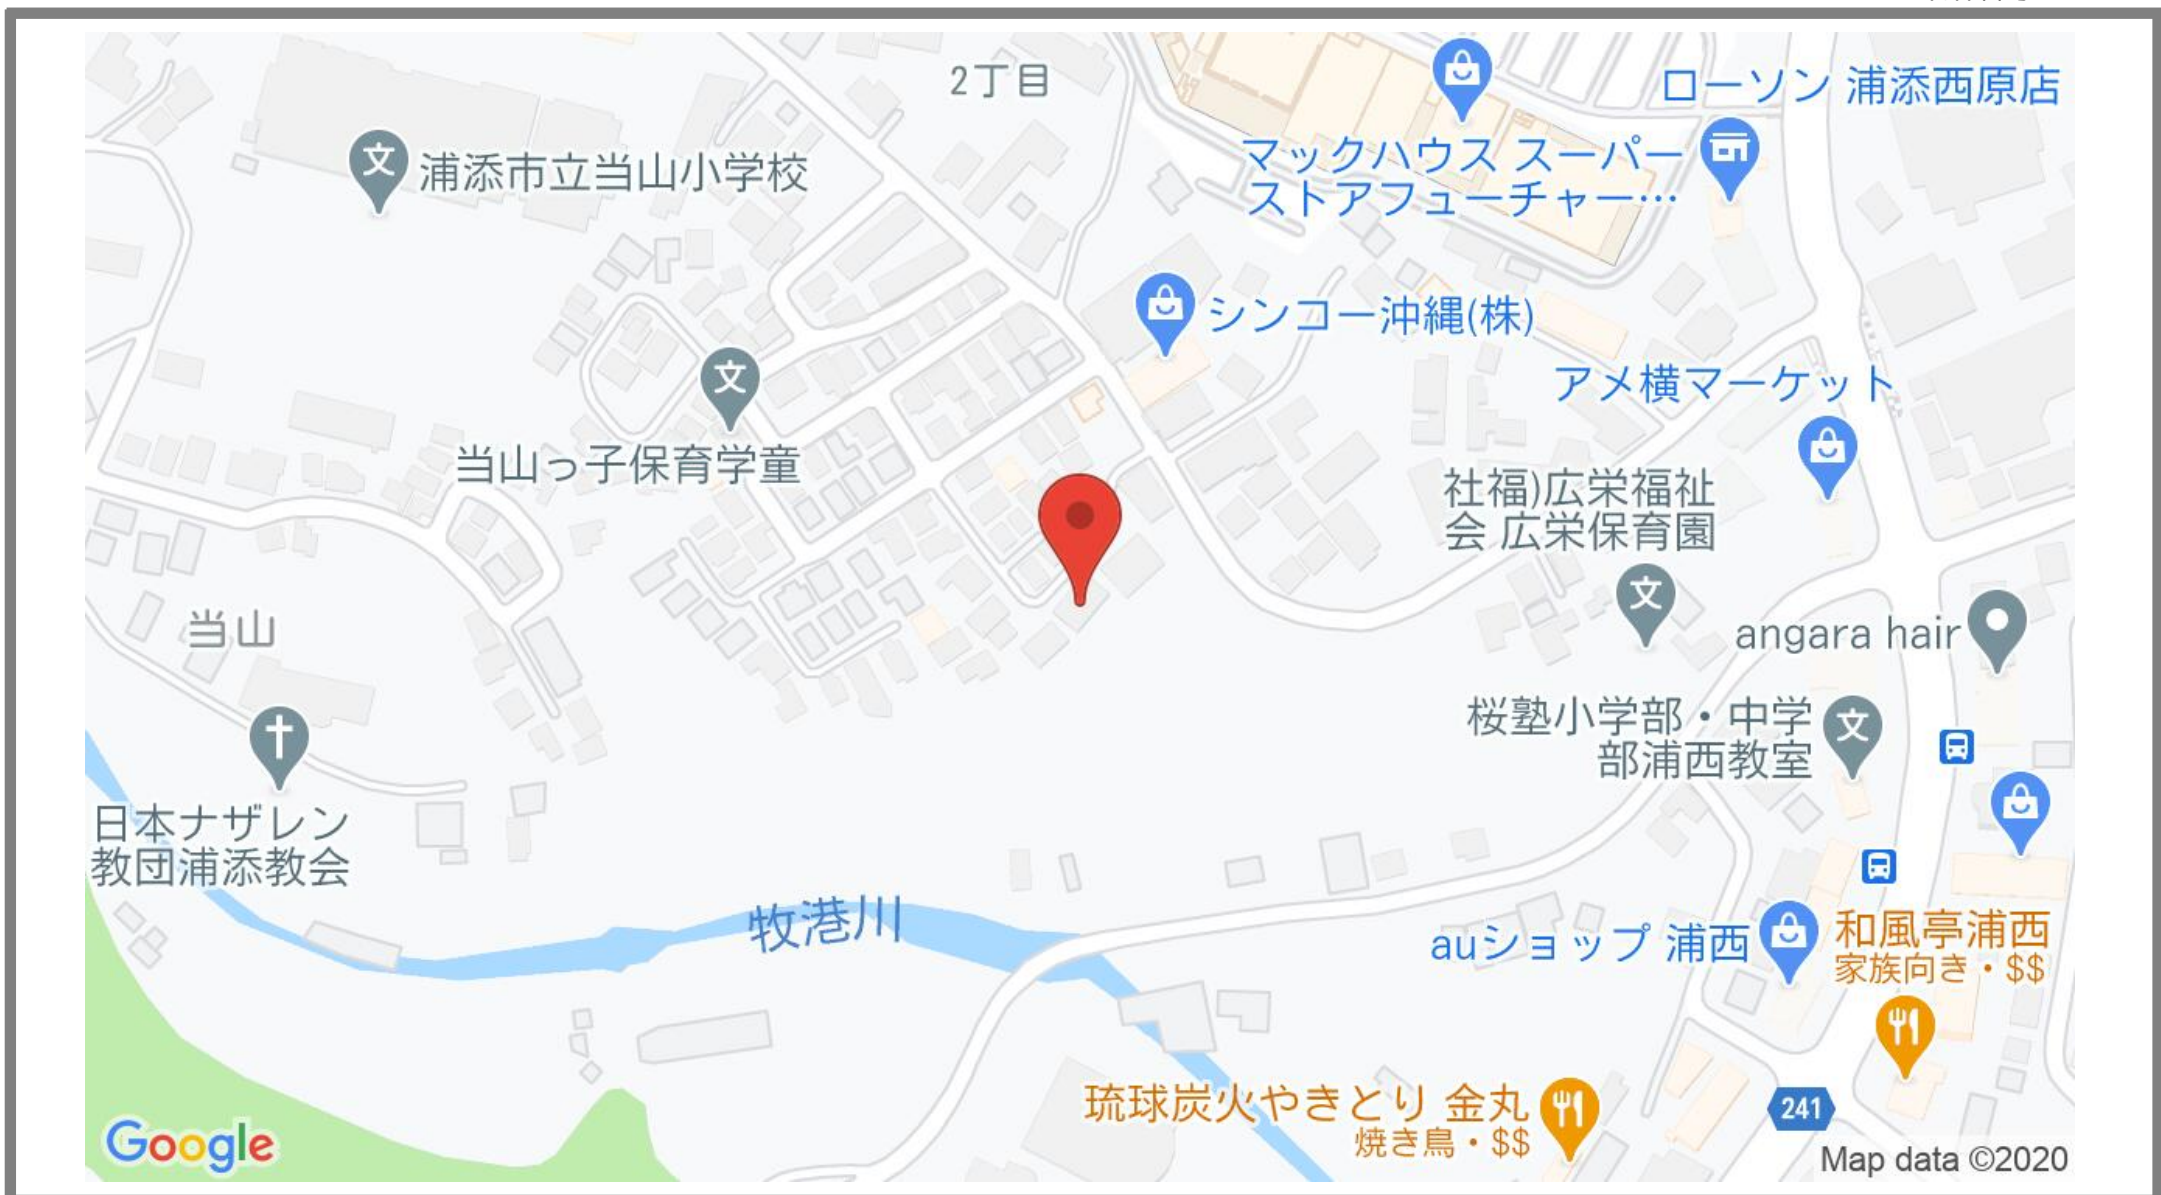 2丁目
ローソン 浦添西原店
マックハウス スーパー
ストアフューチャー…
浦添市立当山小学校
シンコー沖縄(株)
アメ横マーケット
当山っ子保育学童
社福)広栄福祉
会 広栄保育園
当山
angara hair
桜塾小学部・中学
部浦西教室
日本ナザレン
教団浦添教会
牧港川
auショップ 浦西
和風亭浦西
家族向き・$$
琉球炭火やきとり 金丸
焼き鳥・$$
241
Google
Map data ©2020